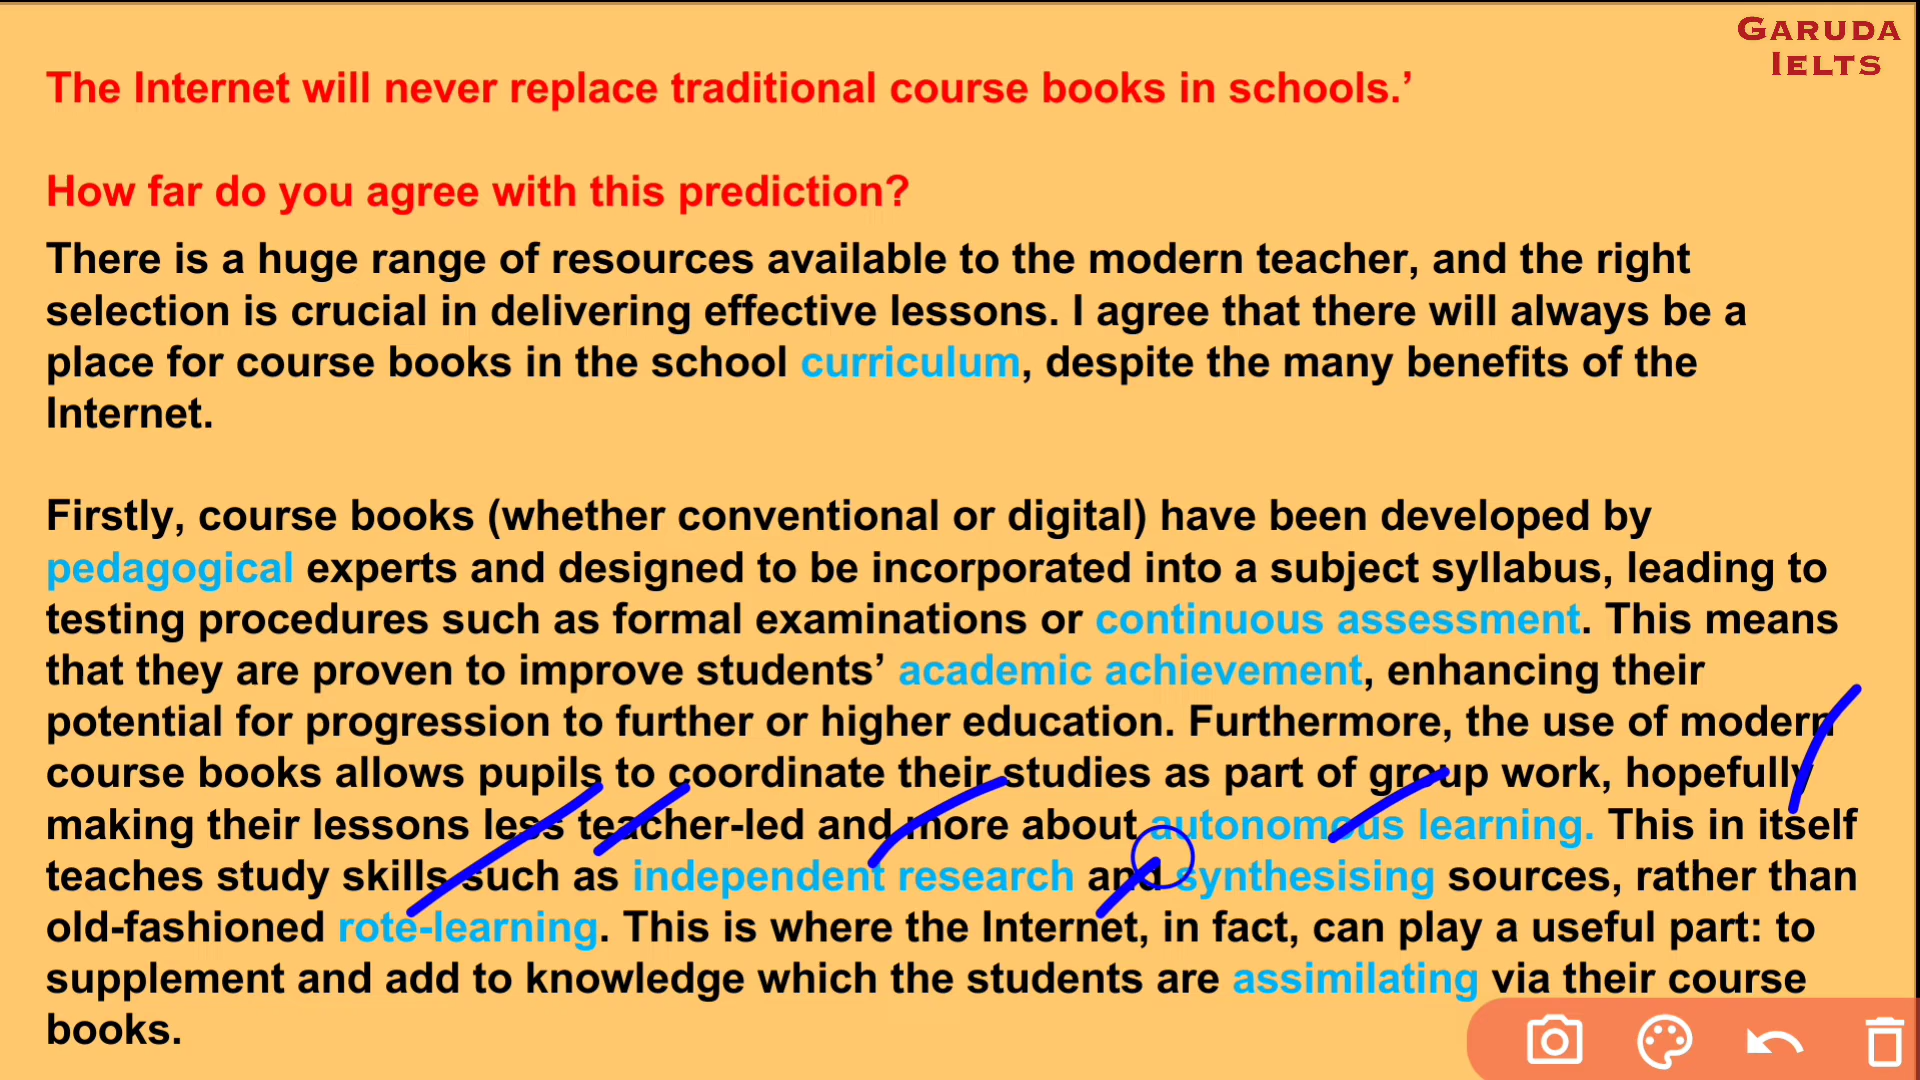 GARUDA
IELTS
The Internet will never replace traditional course books in schools.’
How far do you agree with this prediction?
There is a huge range of resources available to the modern teacher, and the right
selection is crucial in delivering effective lessons. I agree that there will always be a
place for course books in the school curriculum, despite the many benefits of the
Internet.
Firstly, course books (whether conventional or digital) have been developed by
pedagogical experts and designed to be incorporated into a subject syllabus, leading to
testing procedures such as formal examinations or continuous assessment. This means
that they are proven to improve students’ academic achievement, enhancing their
potential for progression to further or higher education. Furthermore, the use of modern
course books allows pupils to coordinate their studies as part of group work, hopefully
making their lessons less teacher-led and more about autonomous learning. This in itself
teaches study skills such as independent research and synthesising sources, rather than
old-fashioned rote-learning. This is where the Internet, in fact, can play a useful part: to
supplement and add to knowledge which the students are assimilating via their course
books.